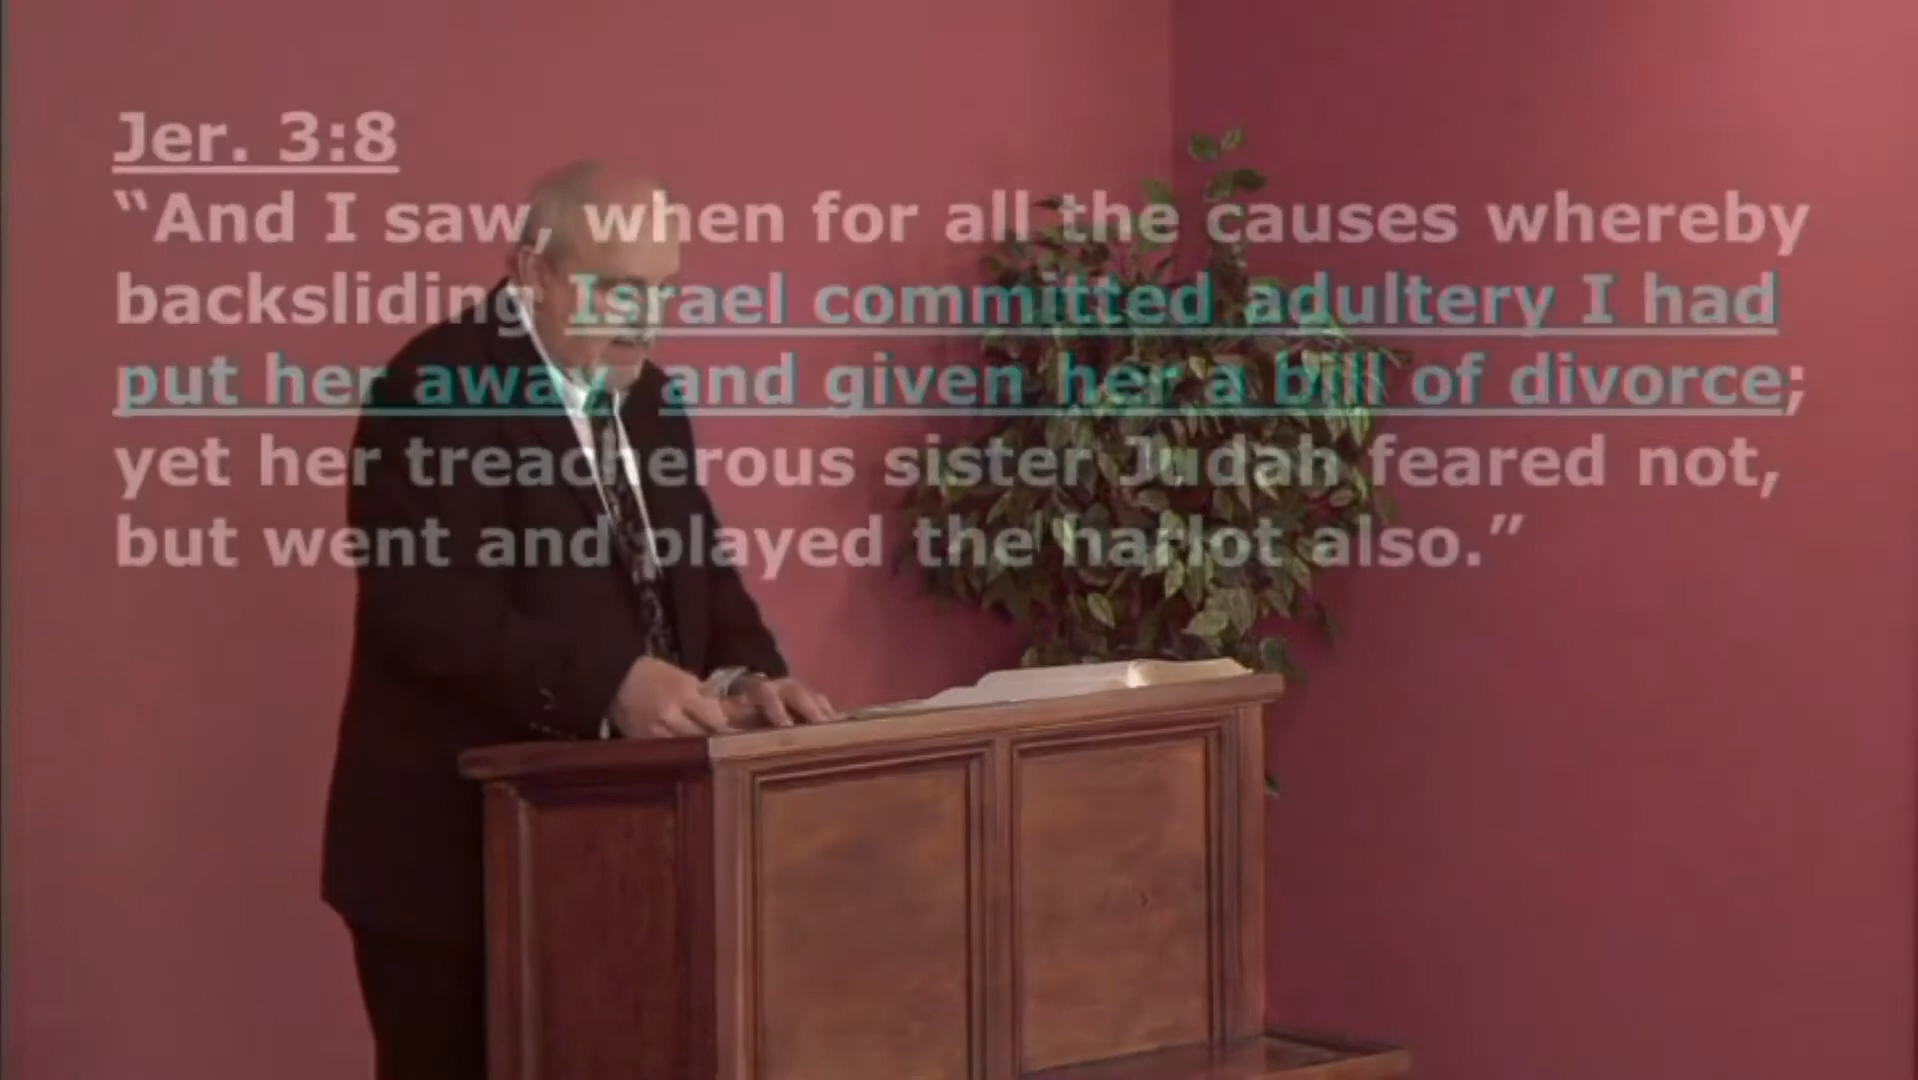 Jer. 3:8
“And I saw, when for all the causes whereby
backsliding Israel committed adultery I had
put her away, and given her a bill of divorce;
yet her treacherous sister Judah feared not,
but went and played the harlot also.”